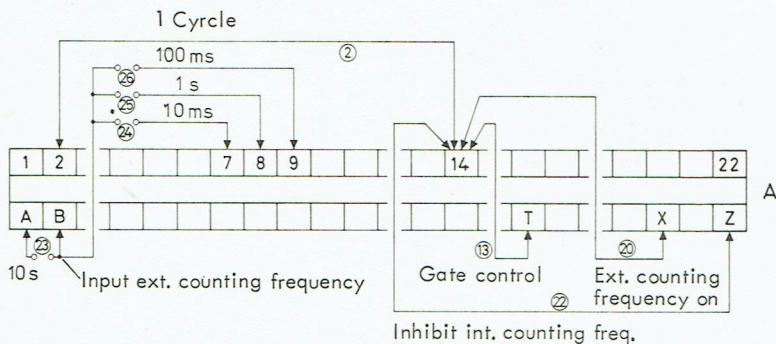 1 Cyrcle
100 ms
②
㉖
1 s
㉕
10 ms
㉔
1 2 7 8 9 14 22
A
A B T X Z
㉓
10s
Input ext. counting frequency
⑬
Gate control
⑳
Ext. counting
frequency on
㉒
Inhibit int. counting freq.